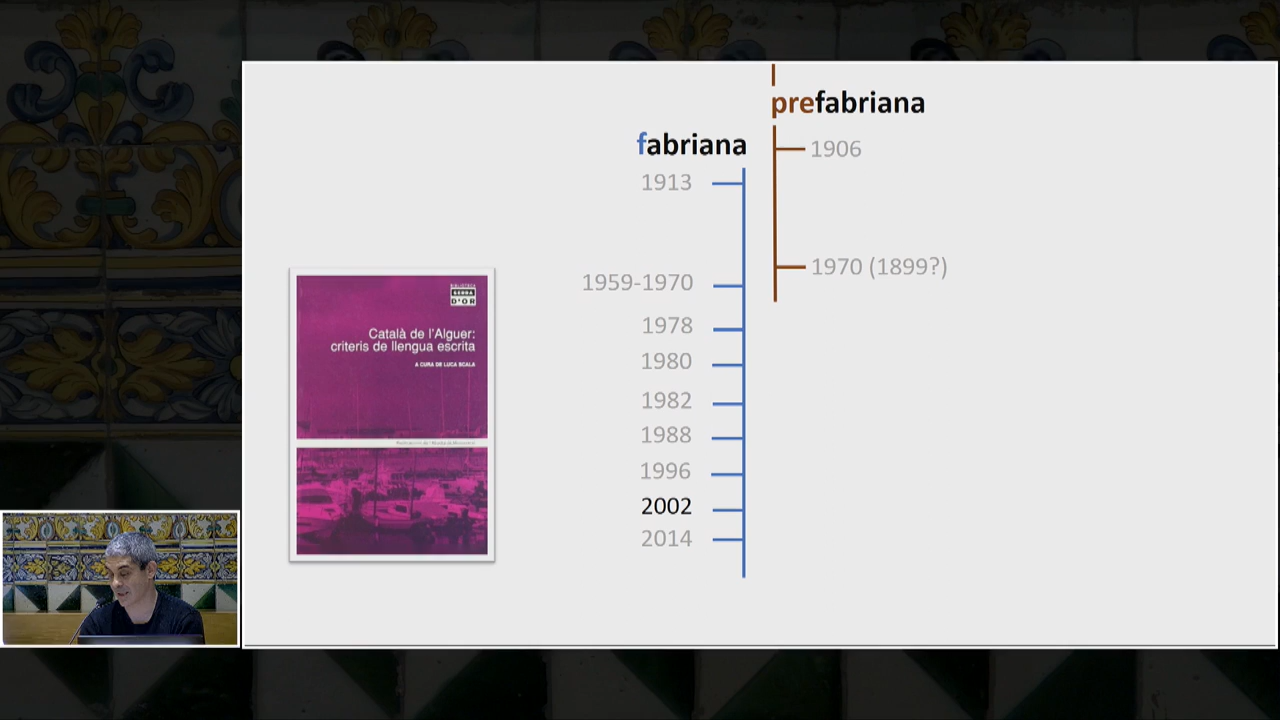 prefabriana
1906
1970 (1899?)
fabriana
1913
1959-1970
1978
1980
1982
1988
1996
2002
2014
BIBLIOTECA
SERRA
D'OR
Català de l'Alguer:
criteris de llengua escrita
A CURA DE LUCA SCALA